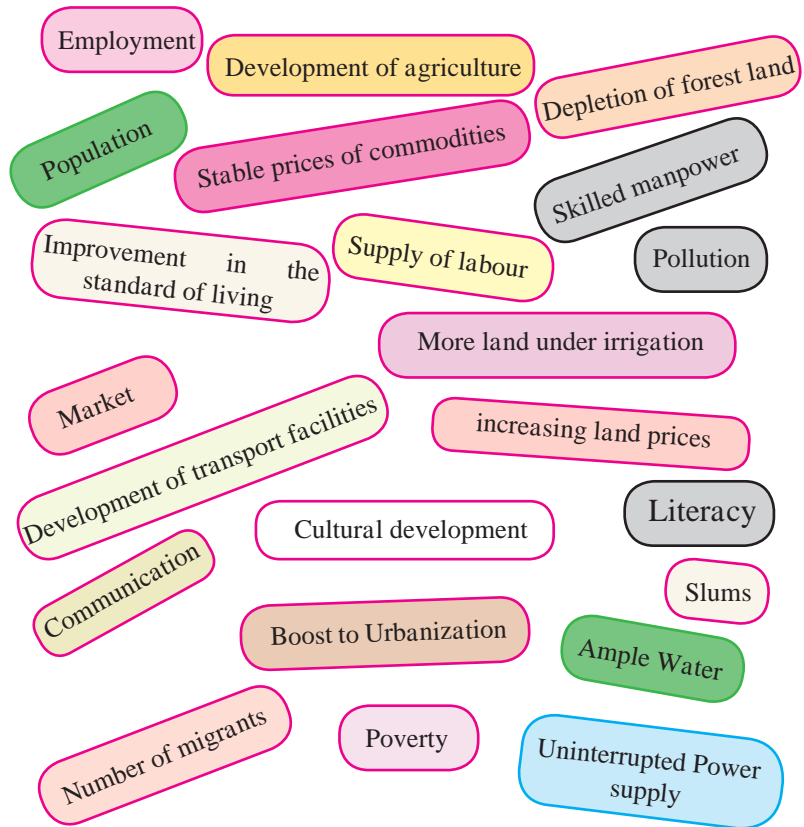 Employment
Development of agriculture
Depletion of forest land
Population
Stable prices of commodities
Skilled manpower
Improvement in the
standard of living
Supply of labour
Pollution
More land under irrigation
Market
Development of transport facilities
increasing land prices
Literacy
Cultural development
Communication
Slums
Boost to Urbanization
Ample Water
Number of migrants
Poverty
Uninterrupted Power
supply